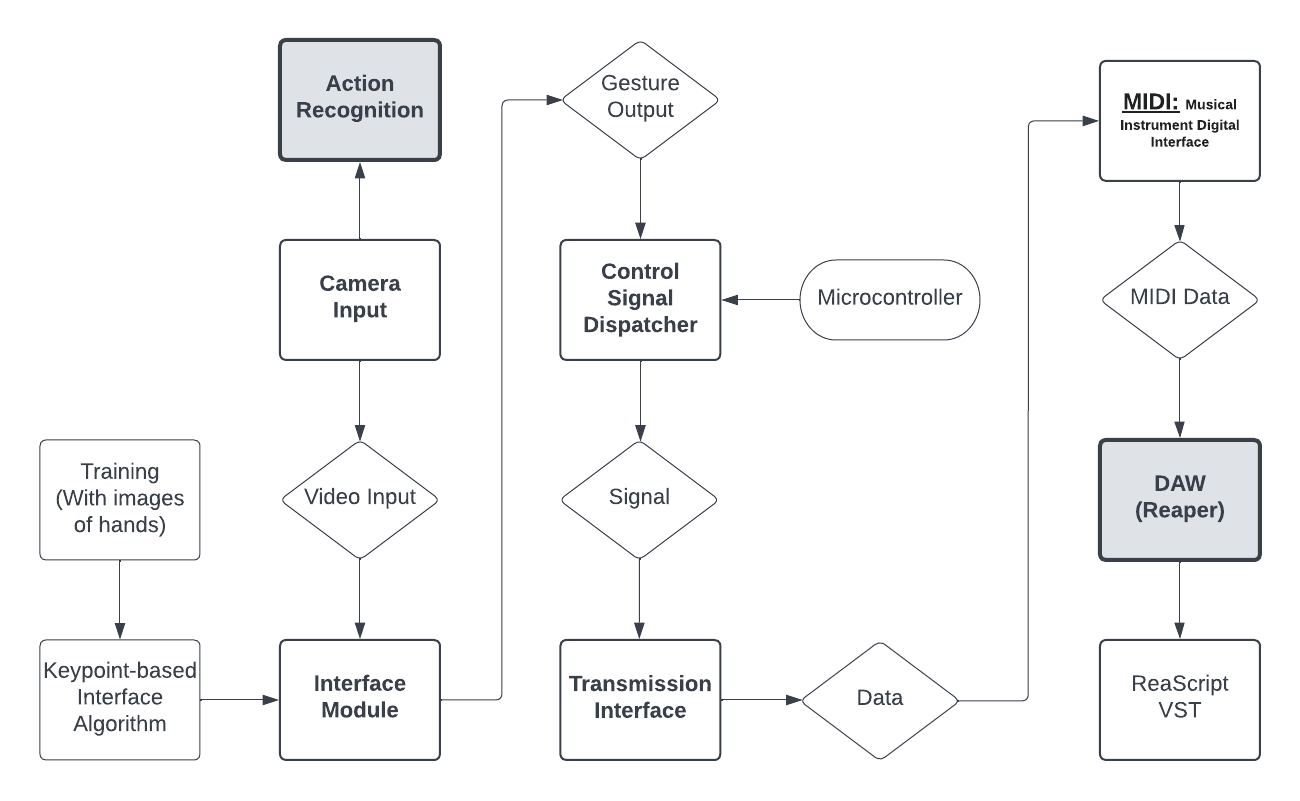 Action
Recognition
Camera
Input
Training
(With images
of hands)
Video Input
Keypoint-based
Interface
Algorithm
Interface
Module
Gesture
Output
Control
Signal
Dispatcher
Microcontroller
Signal
Transmission
Interface
Data
MIDI: Musical
Instrument Digital
Interface
MIDI Data
DAW
(Reaper)
ReaScript
VST